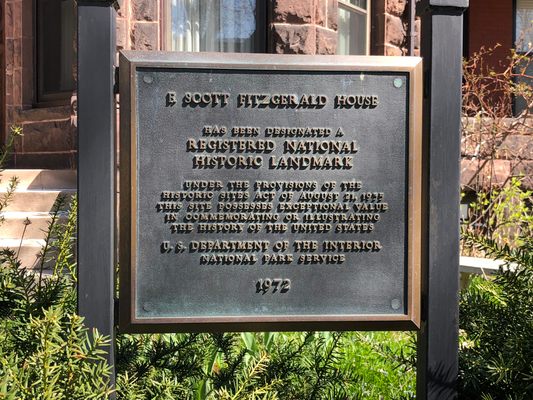 F. SCOTT FITZGERALD HOUSE
HAS BEEN DESIGNATED A
REGISTERED NATIONAL
HISTORIC LANDMARK
UNDER THE PROVISIONS OF THE
HISTORIC SITES ACT OF AUGUST 21, 1935
THIS SITE POSSESSES EXCEPTIONAL VALUE
IN COMMEMORATING OR ILLUSTRATING
THE HISTORY OF THE UNITED STATES
U. S. DEPARTMENT OF THE INTERIOR
NATIONAL PARK SERVICE
1972